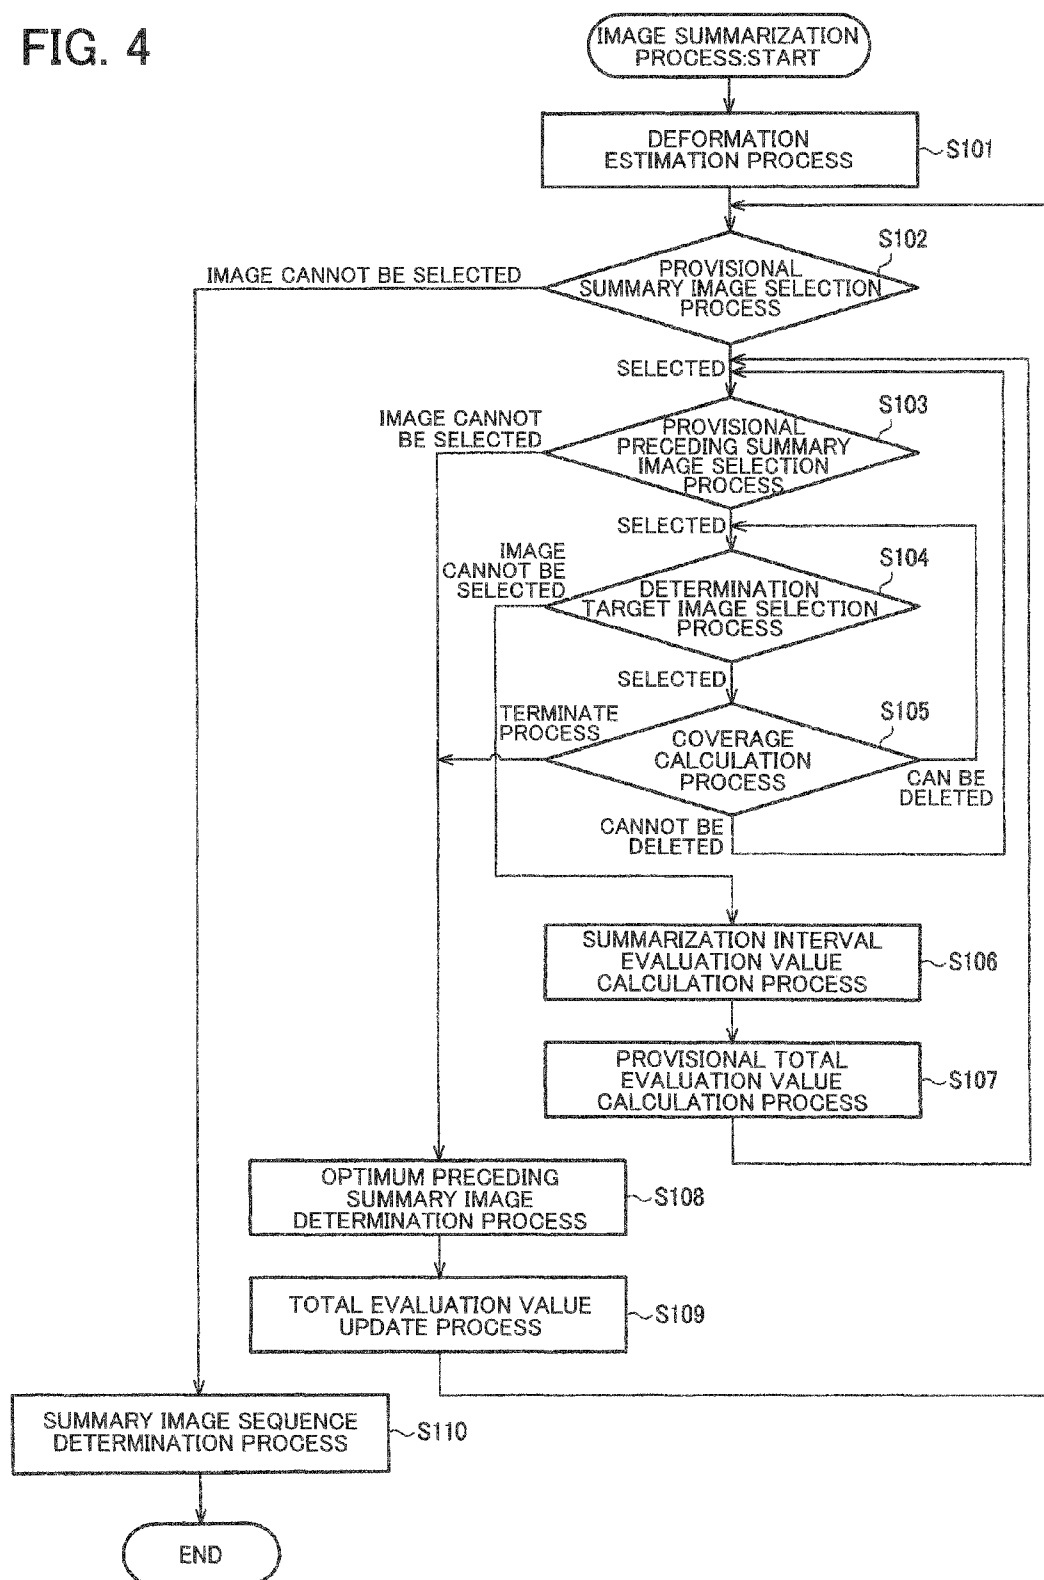 FIG. 4
IMAGE SUMMARIZATION
PROCESS:START
DEFORMATION
ESTIMATION PROCESS
S101
S102
IMAGE CANNOT BE SELECTED
PROVISIONAL
SUMMARY IMAGE SELECTION
PROCESS
SELECTED
S103
IMAGE CANNOT
BE SELECTED
PROVISIONAL
PRECEDING SUMMARY
IMAGE SELECTION
PROCESS
SELECTED
S104
IMAGE
CANNOT BE
SELECTED
DETERMINATION
TARGET IMAGE SELECTION
PROCESS
SELECTED
S105
TERMINATE
PROCESS
COVERAGE
CALCULATION
PROCESS
CAN BE
DELETED
CANNOT BE
DELETED
SUMMARIZATION INTERVAL
EVALUATION VALUE
CALCULATION PROCESS
S106
PROVISIONAL TOTAL
EVALUATION VALUE
CALCULATION PROCESS
S107
OPTIMUM PRECEDING
SUMMARY IMAGE
DETERMINATION PROCESS
S108
TOTAL EVALUATION VALUE
UPDATE PROCESS
S109
SUMMARY IMAGE SEQUENCE
DETERMINATION PROCESS
S110
END